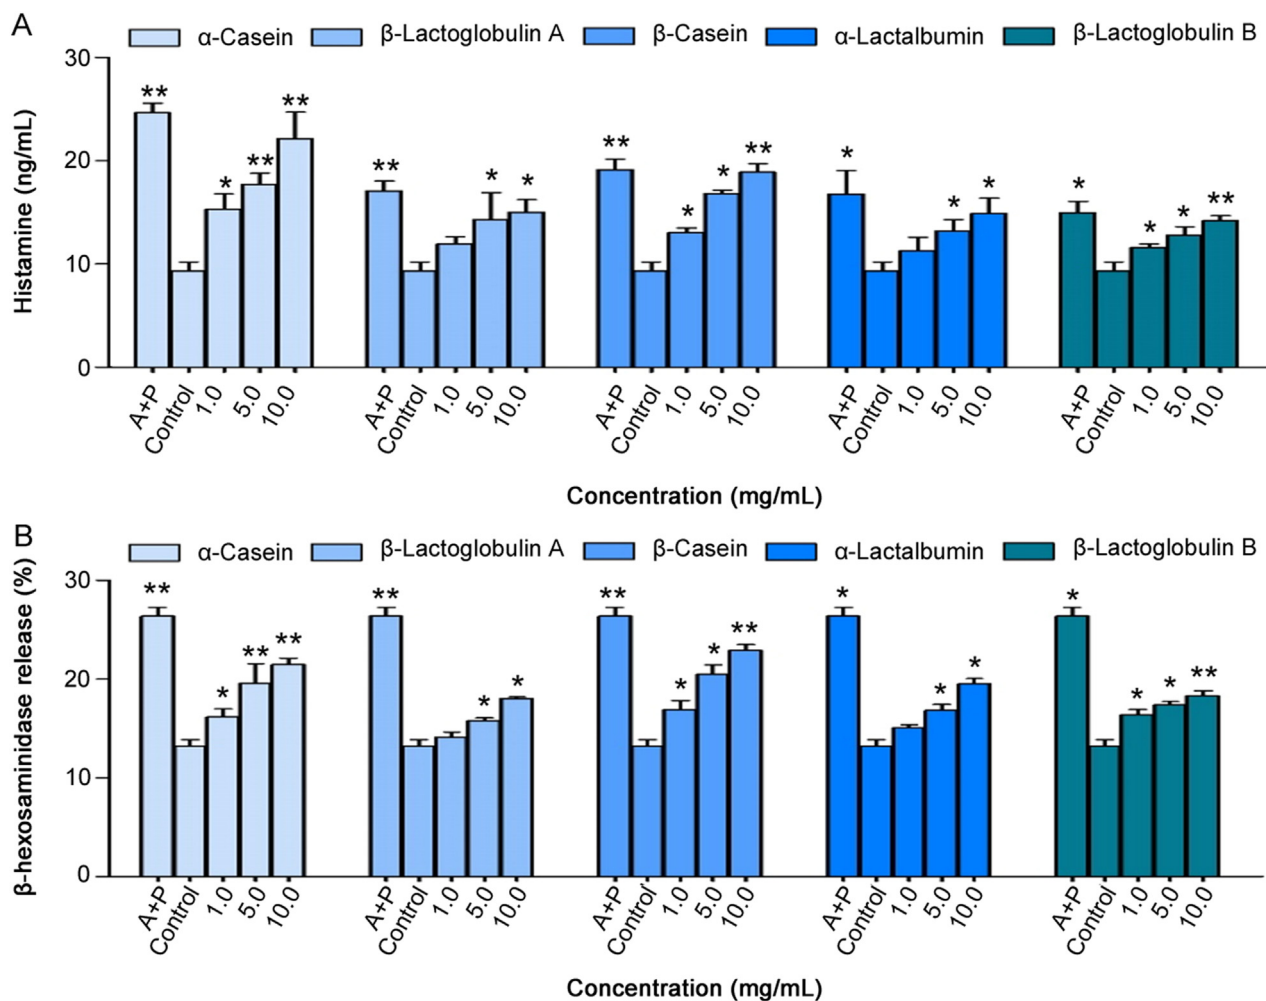 A
α-Casein β-Lactoglobulin A β-Casein α-Lactalbumin β-Lactoglobulin B
Histamine (ng/mL)
30
20
10
0
** * ** **
** * *
** * * **
* * *
* * * **
A+P Control 1.0 5.0 10.0 A+P Control 1.0 5.0 10.0 A+P Control 1.0 5.0 10.0 A+P Control 1.0 5.0 10.0 A+P Control 1.0 5.0 10.0
Concentration (mg/mL)
B
α-Casein β-Lactoglobulin A β-Casein α-Lactalbumin β-Lactoglobulin B
β-hexosaminidase release (%)
30
20
10
0
** * ** **
** * *
** * * **
* * *
* * * **
A+P Control 1.0 5.0 10.0 A+P Control 1.0 5.0 10.0 A+P Control 1.0 5.0 10.0 A+P Control 1.0 5.0 10.0 A+P Control 1.0 5.0 10.0
Concentration (mg/mL)